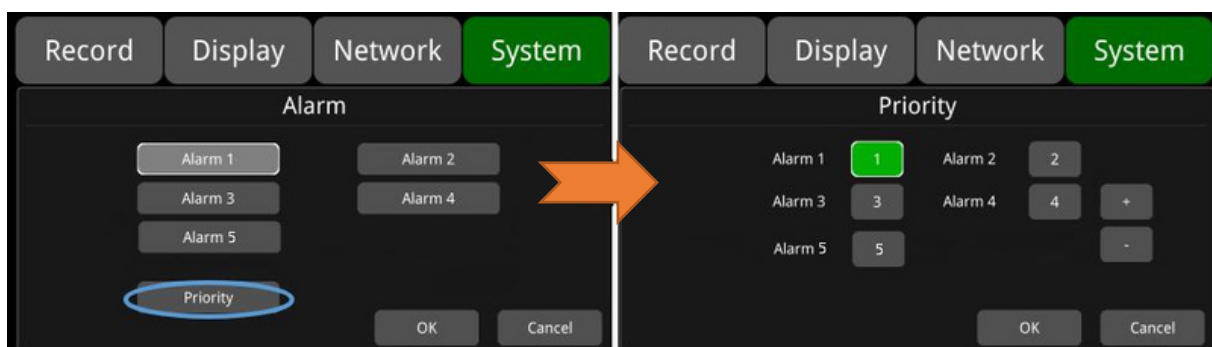 Record Display Network System
Alarm
Alarm 1 Alarm 2
Alarm 3 Alarm 4
Alarm 5
Priority
OK Cancel
Record Display Network System
Priority
Alarm 1 1 Alarm 2 2
Alarm 3 3 Alarm 4 4 +
Alarm 5 5 -
OK Cancel